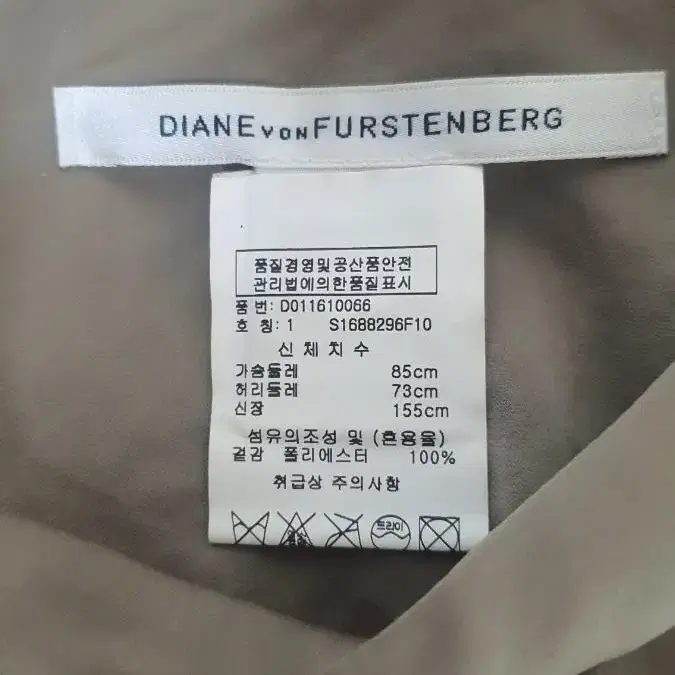 DIANE VON FURSTENBERG
품질경영및공산품안전
관리법에의한품질표시
품 번: D011610066
호 칭: 1 S1688296F10
신 체 치 수
가슴둘레 85cm
허리둘레 73cm
신장 155cm
섬유의조성 및 (혼용율)
겉감 폴리에스터 100%
취급상 주의사항
드라이